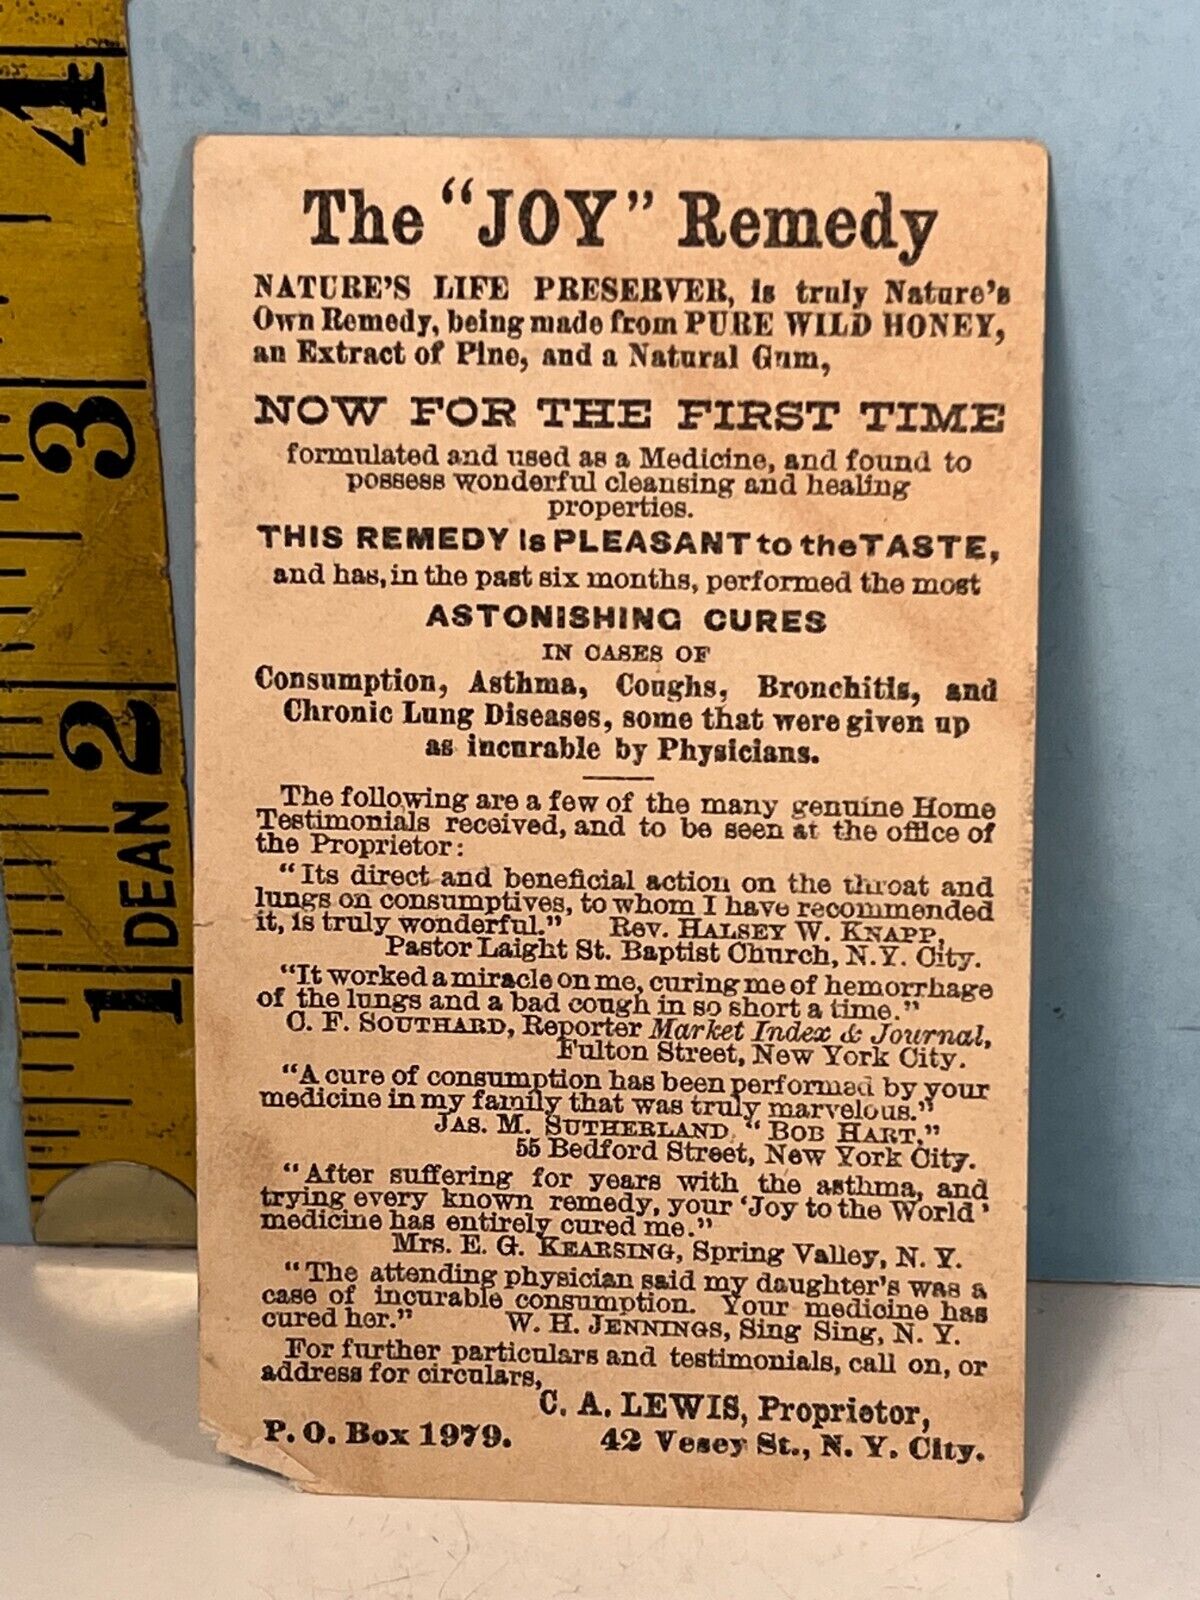 The “JOY” Remedy
NATURE'S LIFE PRESERVER, is truly Nature's
Own Remedy, being made from PURE WILD HONEY,
an Extract of Pine, and a Natural Gum,
NOW FOR THE FIRST TIME
formulated and used as a Medicine, and found to
possess wonderful cleansing and healing
properties.
THIS REMEDY Is PLEASANT to the TASTE,
and has, in the past six months, performed the most
ASTONISHING CURES
IN CASES OF
Consumption, Asthma, Coughs, Bronchitis, and
Chronic Lung Diseases, some that were given up
as incurable by Physicians.
The following are a few of the many genuine Home
Testimonials received, and to be seen at the office of
the Proprietor:
“Its direct and beneficial action on the throat and
lungs on consumptives, to whom I have recommended
it, is truly wonderful.” REV. HALSEY W. KNAPP,
Pastor Laight St. Baptist Church, N.Y. City.
“It worked a miracle on me, curing me of hemorrhage
of the lungs and a bad cough in so short a time.”
C. F. SOUTHARD, Reporter Market Index & Journal,
Fulton Street, New York City.
“A cure of consumption has been performed by your
medicine in my family that was truly marvelous.”
JAS. M. SUTHERLAND, “BOB HART,”
55 Bedford Street, New York City.
“After suffering for years with the asthma, and
trying every known remedy, your ‘Joy to the World’
medicine has entirely cured me.”
MRS. E. G. KEARSING, Spring Valley, N. Y.
“The attending physician said my daughter's was a
case of incurable consumption. Your medicine has
cured her.” W. H. JENNINGS, Sing Sing, N. Y.
For further particulars and testimonials, call on, or
address for circulars,
C. A. LEWIS, Proprietor,
P. O. Box 1979. 42 Vesey St., N. Y. City.
4
3
2
DEAN
1